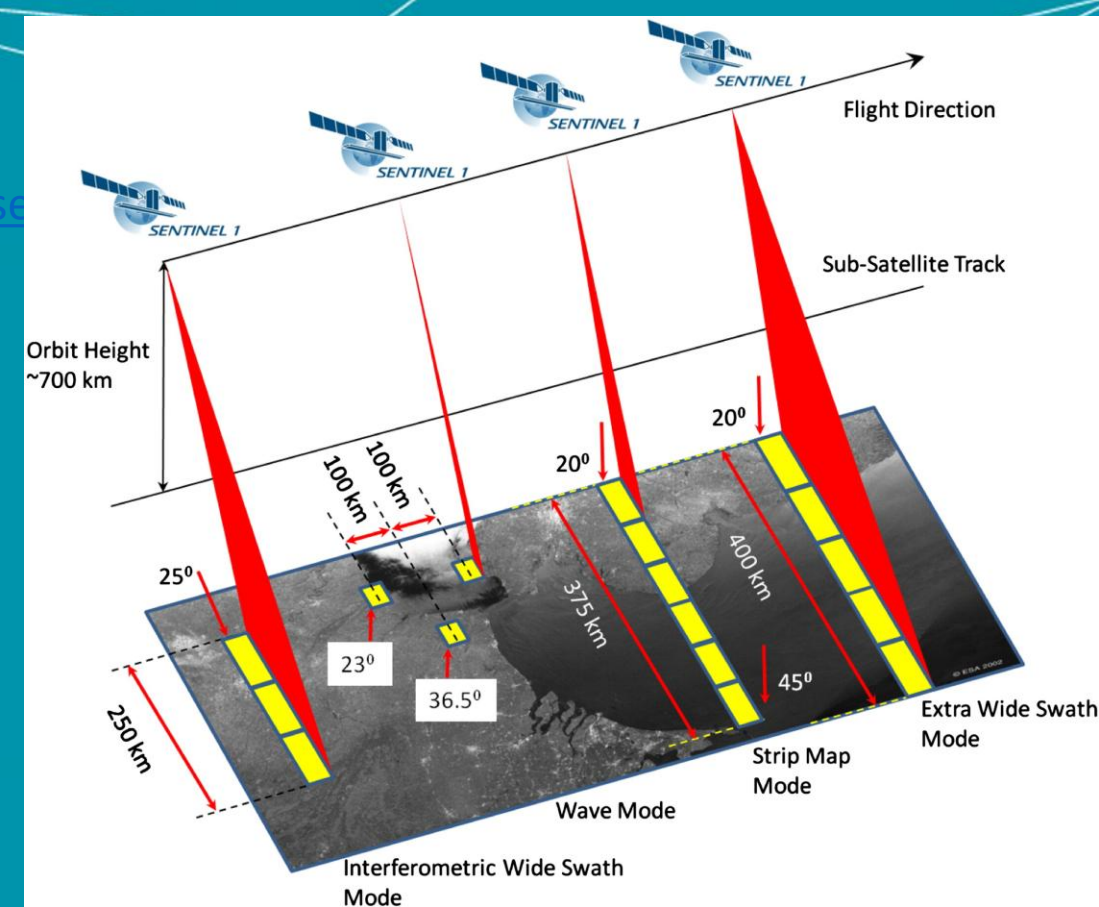 SENTINEL 1
Flight Direction
SENTINEL 1
SENTINEL 1
SENTINEL 1
Sub-Satellite Track
Orbit Height
~700 km
100 km
100 km
20⁰
20⁰
25⁰
23⁰
36.5⁰
375 km
400 km
45⁰
250 km
© ESA 2002
Extra Wide Swath
Mode
Strip Map
Mode
Wave Mode
Interferometric Wide Swath
Mode